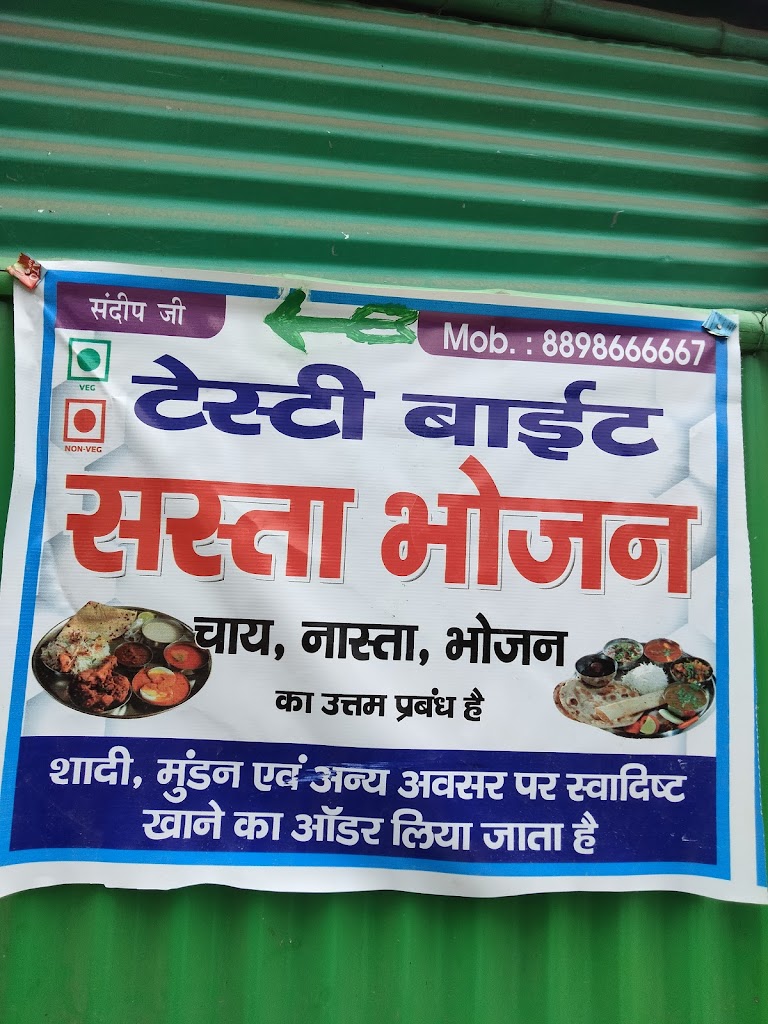 संदीप जी
Mob. : 8898666667
VEG
NON-VEG
टेस्टी बाईट
सस्ता भोजन
चाय, नास्ता, भोजन
का उत्तम प्रबंध है
शादी, मुंडन एवं अन्य अवसर पर स्वादिष्ट
खाने का ऑडर लिया जाता है